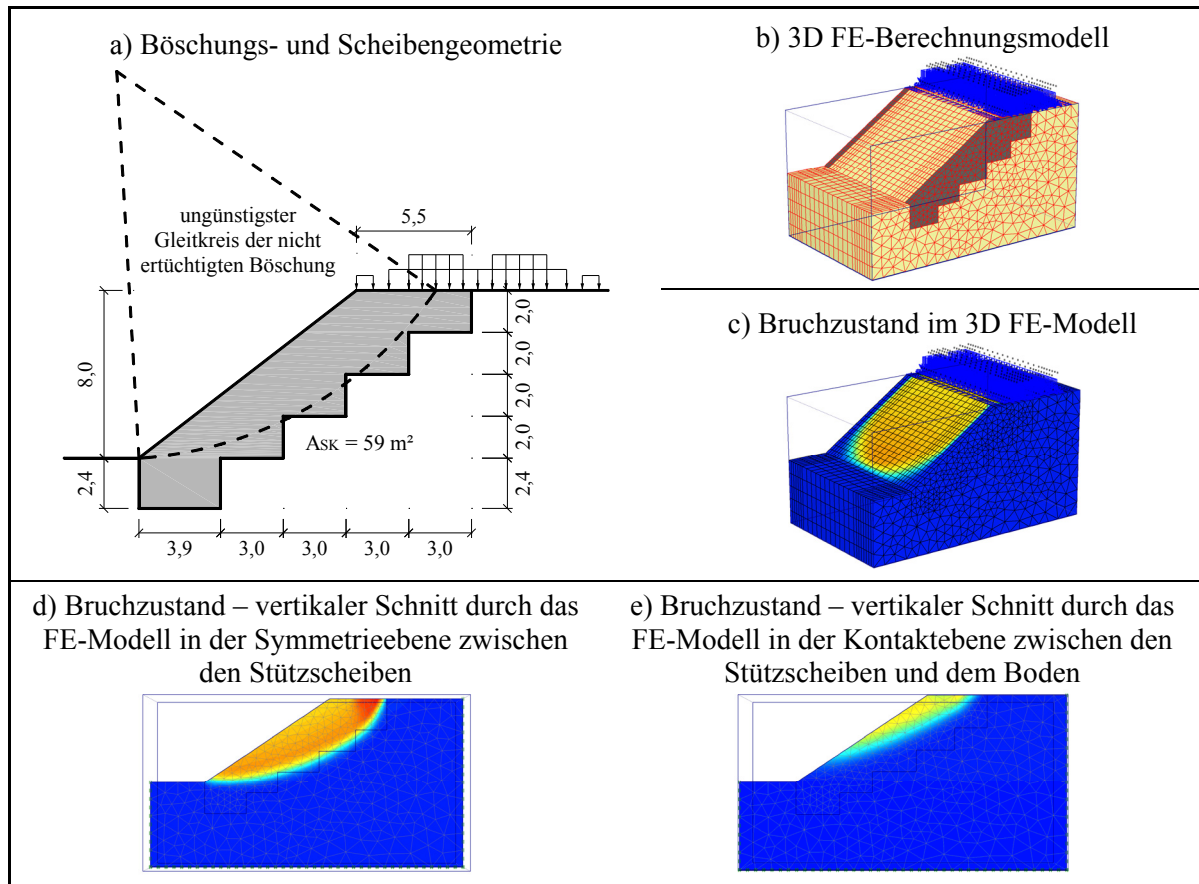 a) Böschungs- und Scheibengeometrie
ungünstigster
Gleitkreis der nicht
ertüchtigten Böschung
5,5
8,0
2,4
2,0
2,0
2,0
2,0
2,4
ASK = 59 m²
3,9
3,0
3,0
3,0
3,0
b) 3D FE-Berechnungsmodell
c) Bruchzustand im 3D FE-Modell
d) Bruchzustand – vertikaler Schnitt durch das
FE-Modell in der Symmetrieebene zwischen
den Stützscheiben
e) Bruchzustand – vertikaler Schnitt durch das
FE-Modell in der Kontaktebene zwischen den
Stützscheiben und dem Boden